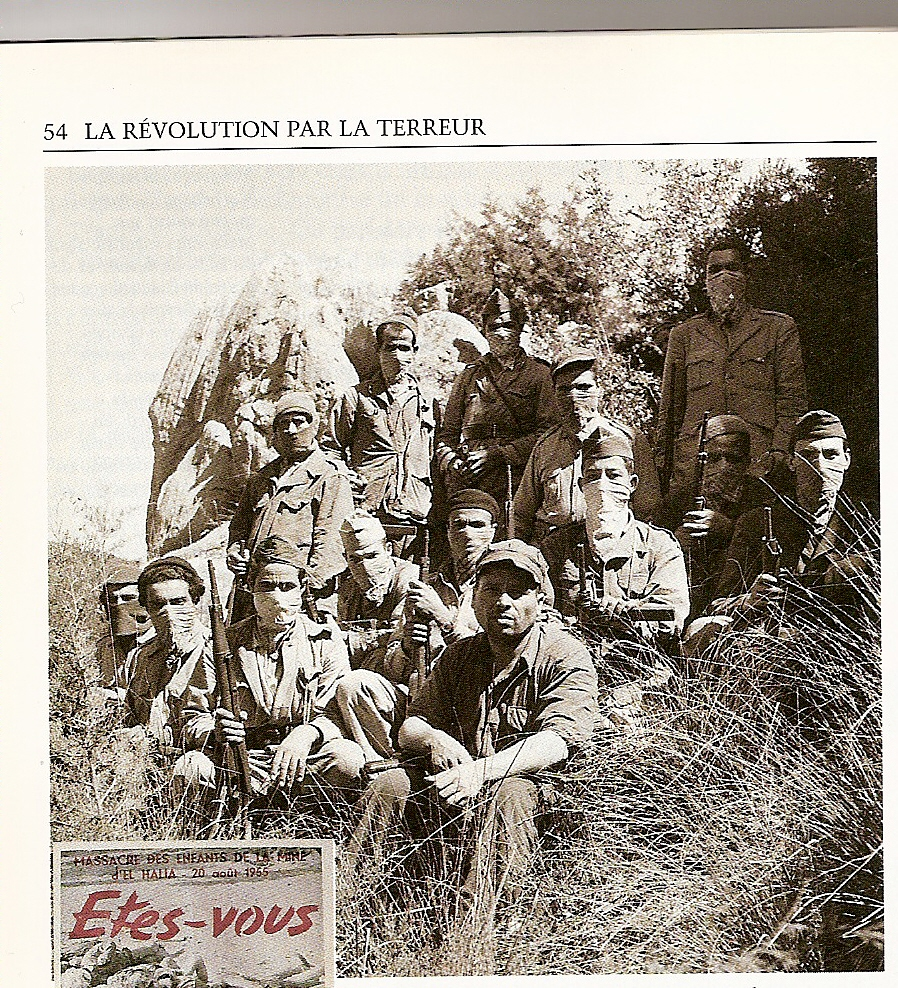 54 LA RÉVOLUTION PAR LA TERREUR
MASSACRE DES ENFANTS DE LA MINE
d'EL HALIA - 20 août 1955
Etes-vous